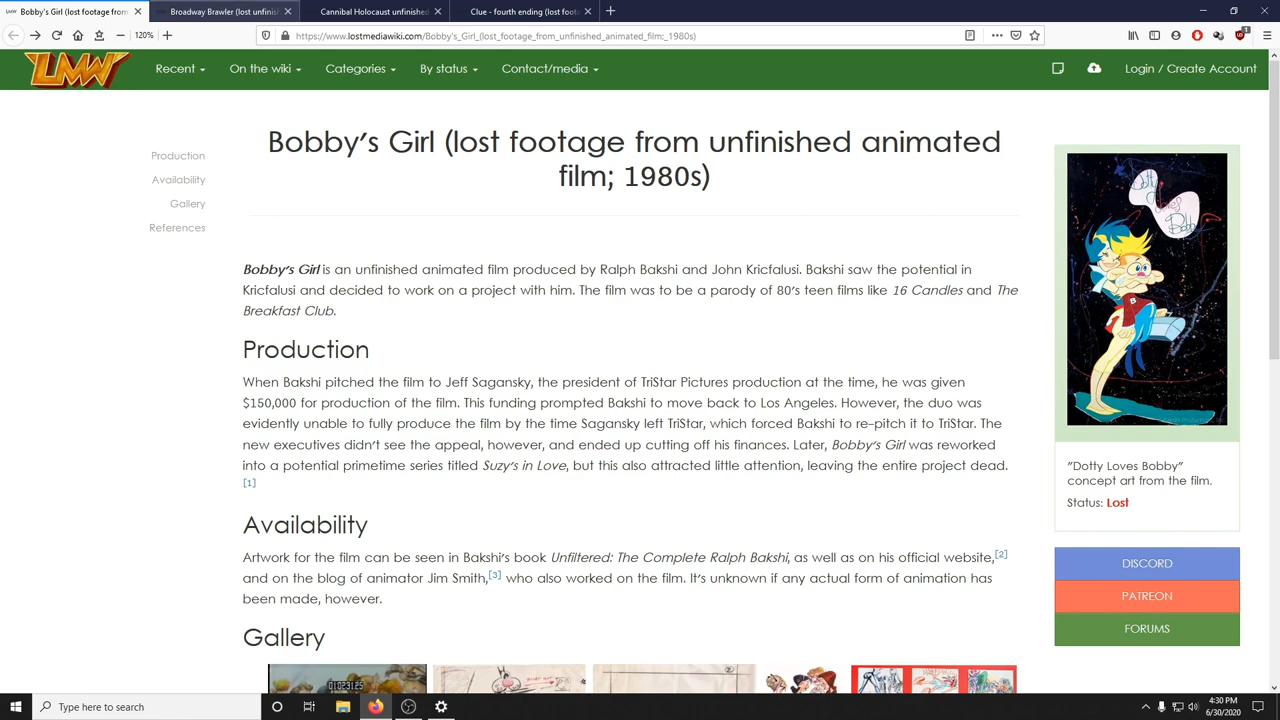 Bobby's Girl (lost footage from
Broadway Brawler (lost unfinis
Cannibal Holocaust unfinished
Clue - fourth ending (lost foota
120%
https://www.lostmediawiki.com/Bobby's_Girl_(lost_footage_from_unfinished_animated_film;_1980s)
LMW
Recent
On the wiki
Categories
By status
Contact/media
Login / Create Account
Production
Availability
Gallery
References
Bobby's Girl (lost footage from unfinished animated
film; 1980s)
Bobby's Girl is an unfinished animated film produced by Ralph Bakshi and John Kricfalusi. Bakshi saw the potential in
Kricfalusi and decided to work on a project with him. The film was to be a parody of 80's teen films like 16 Candles and The
Breakfast Club.
Production
When Bakshi pitched the film to Jeff Sagansky, the president of TriStar Pictures production at the time, he was given
$150,000 for production of the film. This funding prompted Bakshi to move back to Los Angeles. However, the duo was
evidently unable to fully produce the film by the time Sagansky left TriStar, which forced Bakshi to re-pitch it to TriStar. The
new executives didn't see the appeal, however, and ended up cutting off his finances. Later, Bobby's Girl was reworked
into a potential primetime series titled Suzy's in Love, but this also attracted little attention, leaving the entire project dead.
[1]
Availability
Artwork for the film can be seen in Bakshi's book Unfiltered: The Complete Ralph Bakshi, as well as on his official website,[2]
and on the blog of animator Jim Smith,[3] who also worked on the film. It's unknown if any actual form of animation has
been made, however.
Gallery
01023125
Dotty
Loves
Bobby
"Dotty Loves Bobby"
concept art from the film.
Status: Lost
DISCORD
PATREON
FORUMS
Type here to search
4:30 PM
6/30/2020